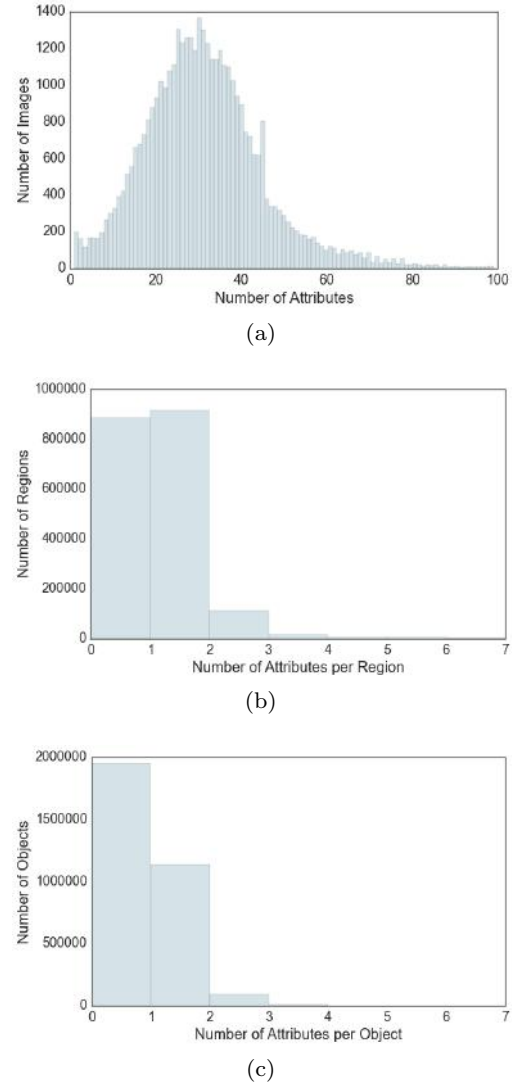 1400
1200
1000
800
600
400
200
0
Number of Images
0 20 40 60 80 100
Number of Attributes
(a)
1000000
800000
600000
400000
200000
0
Number of Regions
0 1 2 3 4 5 6 7
Number of Attributes per Region
(b)
2000000
1500000
1000000
500000
0
Number of Objects
0 1 2 3 4 5 6 7
Number of Attributes per Object
(c)